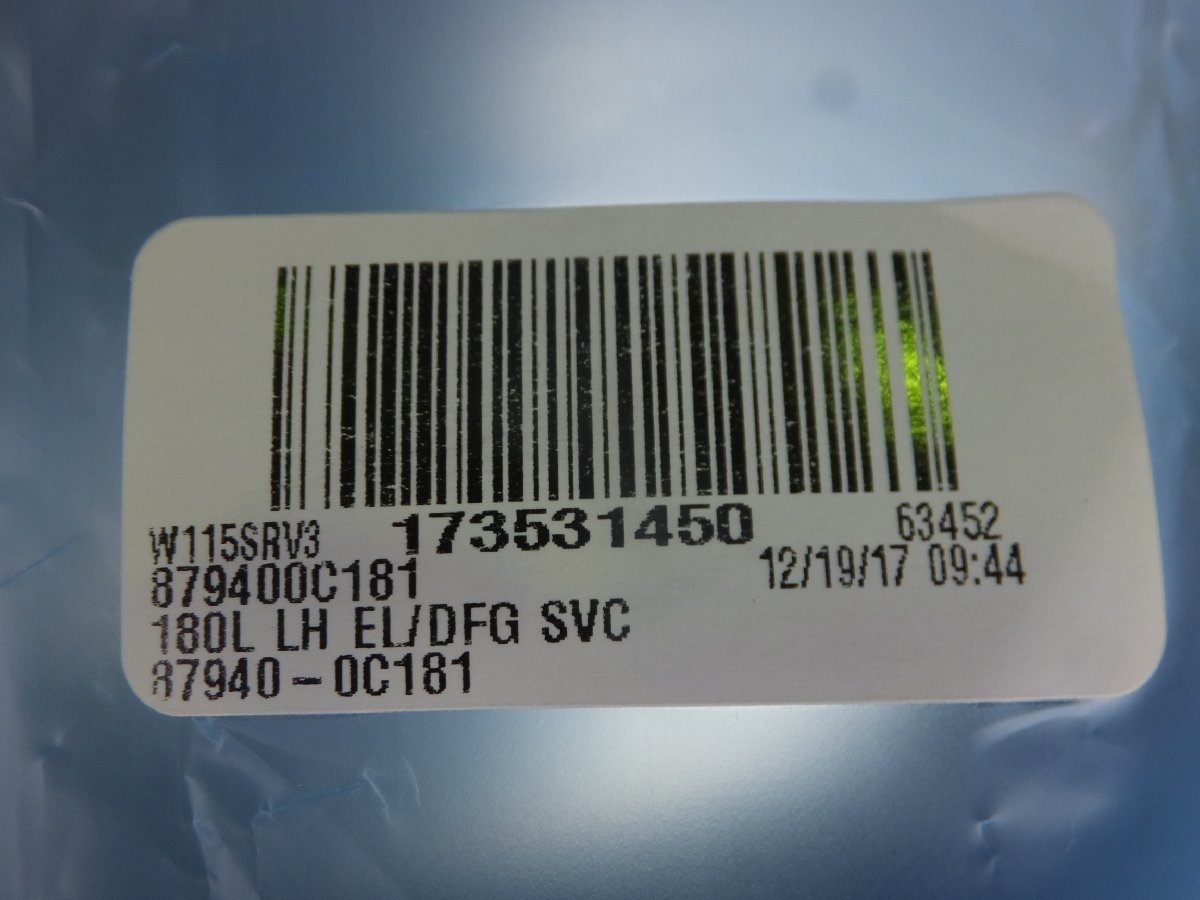 W115SRV3 173531450 63452
879400C181 12/19/17 09:44
180L LH EL/DFG SVC
87940-0C181